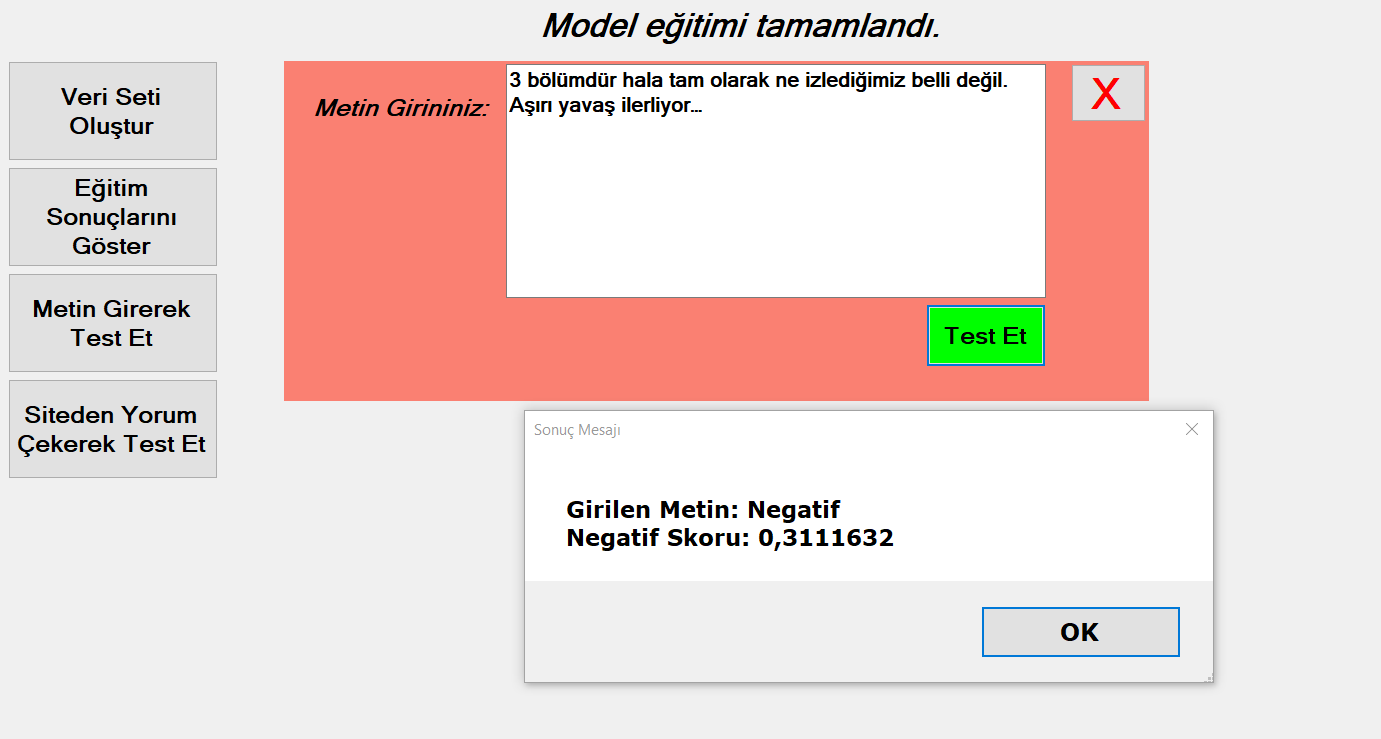 Model eğitimi tamamlandı.
Veri Seti
Oluştur
Eğitim
Sonuçlarını
Göster
Metin Girerek
Test Et
Siteden Yorum
Çekerek Test Et
Metin Girininiz:
3 bölümdür hala tam olarak ne izlediğimiz belli değil.
Aşırı yavaş ilerliyor...
X
Test Et
Sonuç Mesajı
Girilen Metin: Negatif
Negatif Skoru: 0,3111632
OK